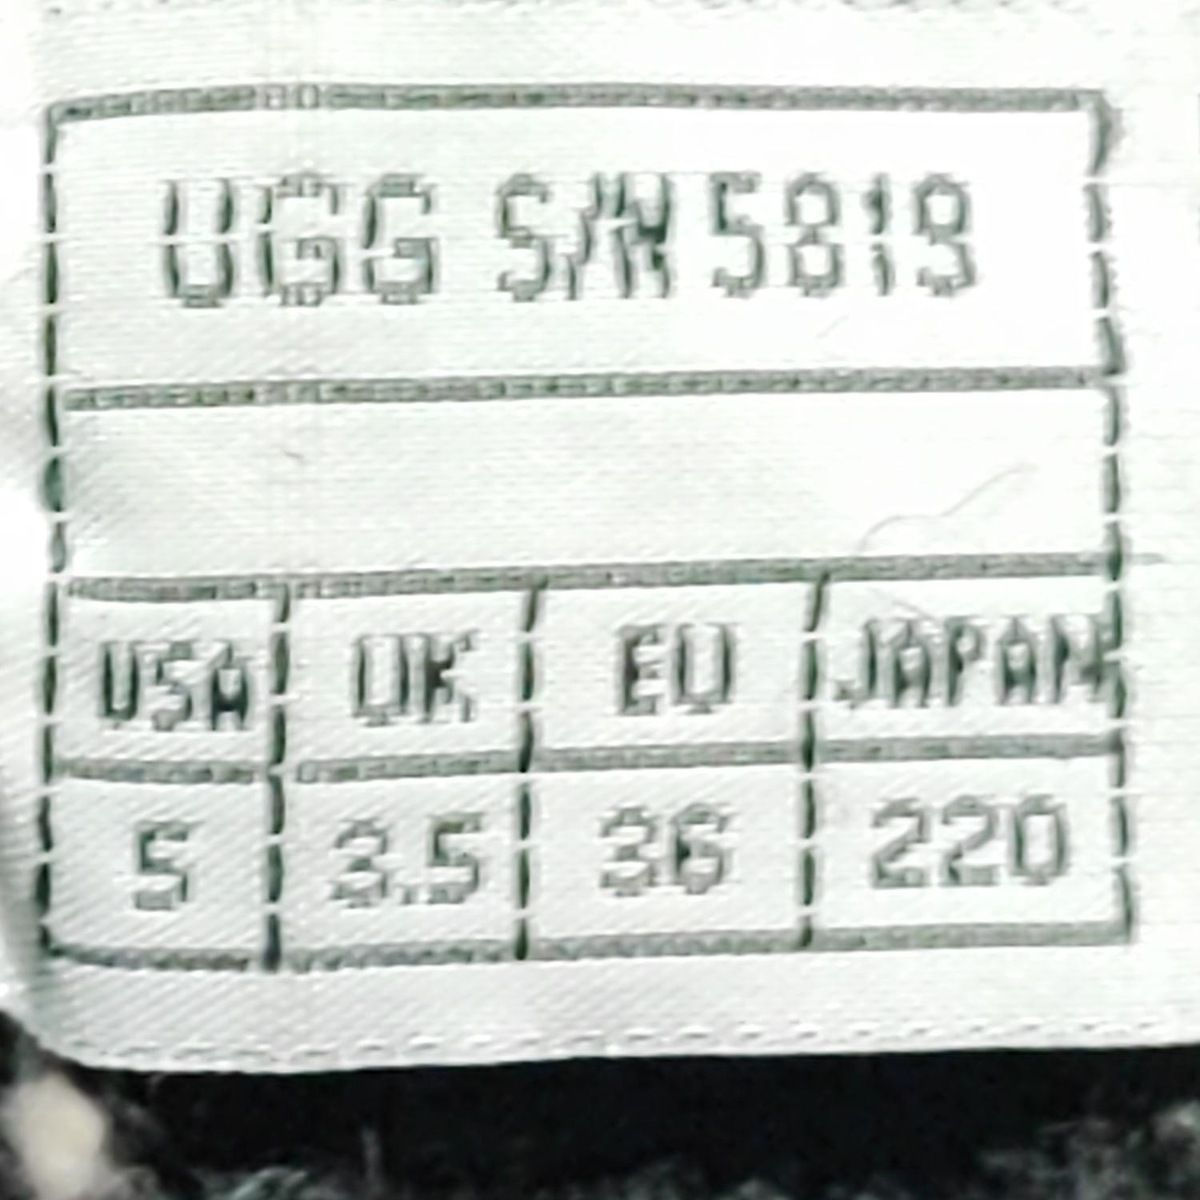 UGG S/N 5819
USA UK EU JAPAN
5 3.5 36 220